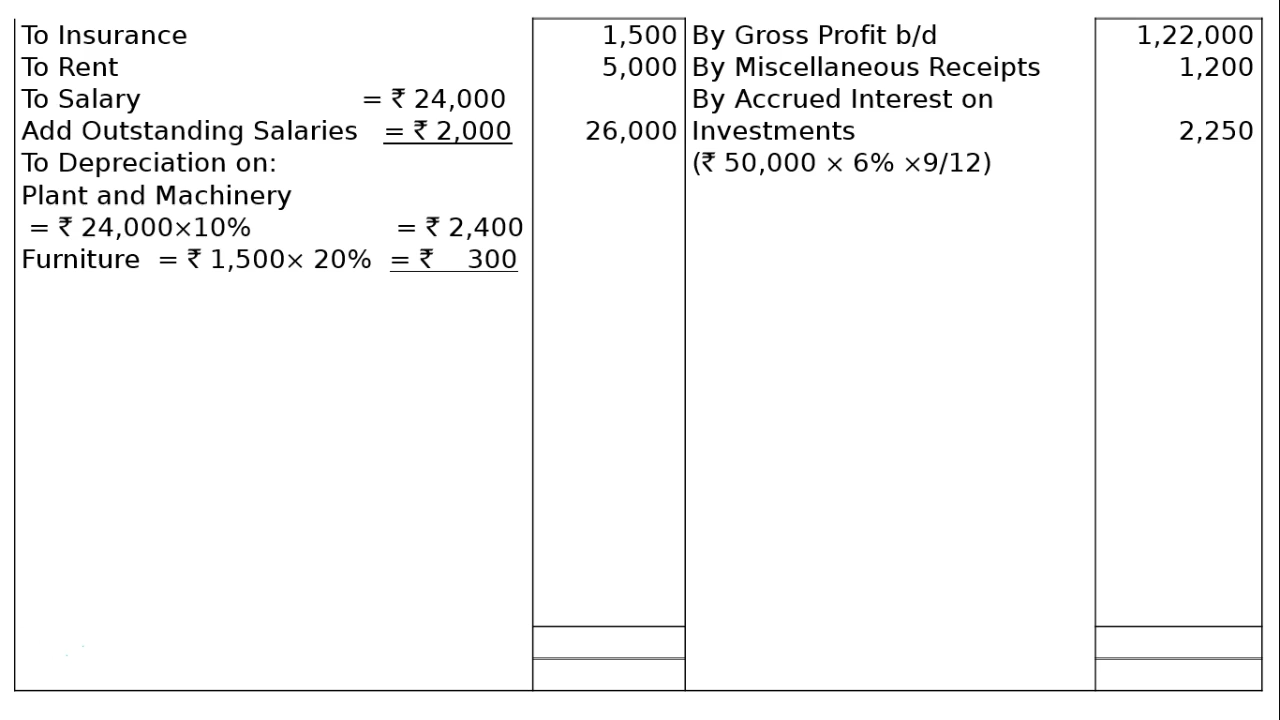 To Insurance 1,500 By Gross Profit b/d 1,22,000
To Rent 5,000 By Miscellaneous Receipts 1,200
To Salary = ₹ 24,000 By Accrued Interest on
Add Outstanding Salaries = ₹ 2,000 26,000 Investments 2,250
To Depreciation on: (₹ 50,000 × 6% ×9/12)
Plant and Machinery
= ₹ 24,000×10% = ₹ 2,400
Furniture = ₹ 1,500× 20% = ₹ 300